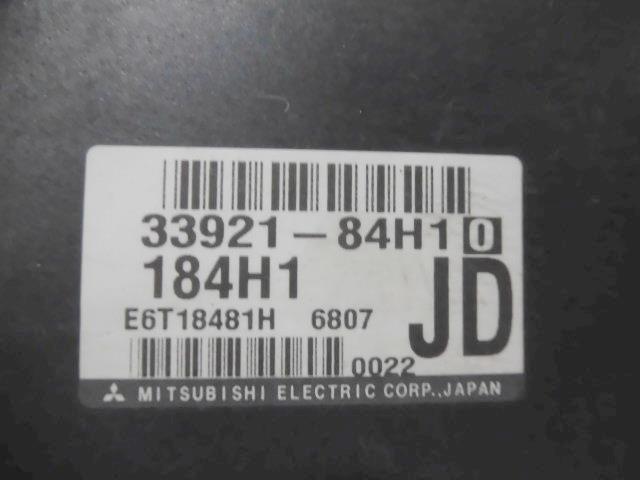 33921-84H10
184H1
JD
E6T18481H 6807
0022
MITSUBISHI ELECTRIC CORP.,JAPAN